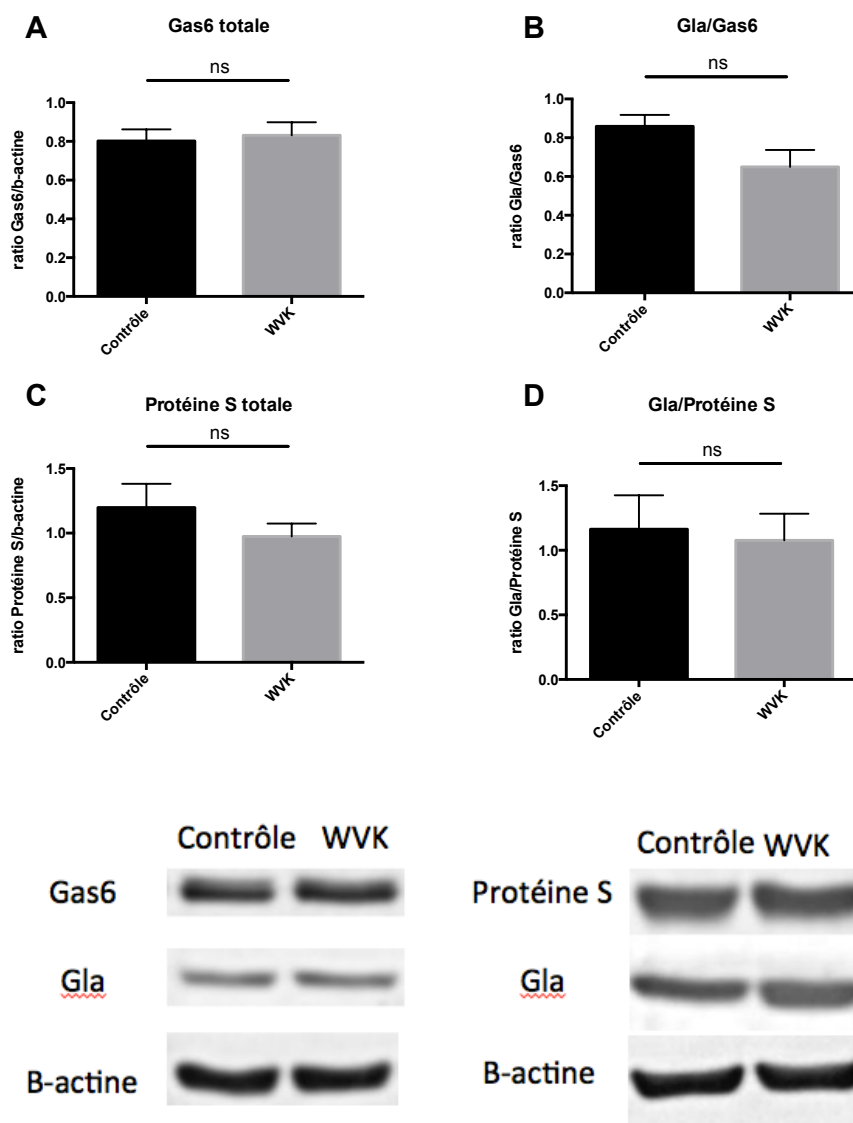 A
Gas6 totale
ns
ratio Gas6/b-actine
1.0
0.8
0.6
0.4
0.2
0.0
Contrôle
WVK
B
Gla/Gas6
ns
ratio Gla/Gas6
1.0
0.8
0.6
0.4
0.2
0.0
Contrôle
WVK
C
Protéine S totale
ns
ratio Protéine S/b-actine
1.5
1.0
0.5
0.0
Contrôle
WVK
D
Gla/Protéine S
ns
ratio Gla/Protéine S
1.5
1.0
0.5
0.0
Contrôle
WVK
Contrôle WVK
Gas6
Gla
B-actine
Contrôle WVK
Protéine S
Gla
B-actine